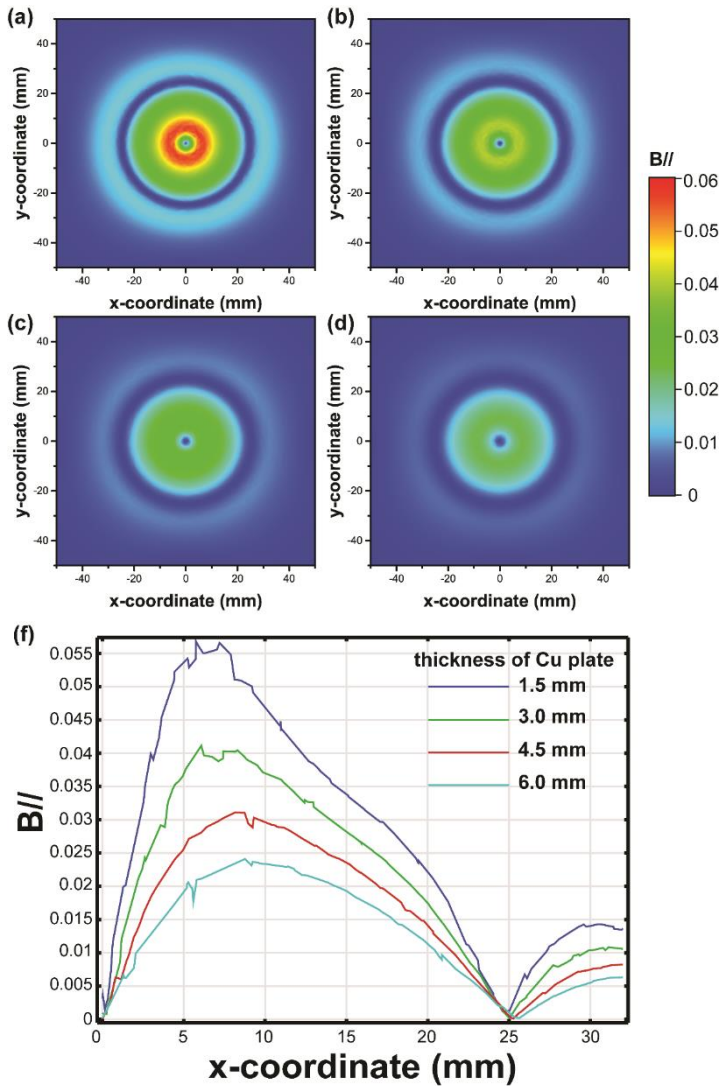 (a)
(b)
40
20
0
-20
-40
y-coordinate (mm)
-40 -20 0 20 40
x-coordinate (mm)
40
20
0
-20
-40
y-coordinate (mm)
-40 -20 0 20 40
x-coordinate (mm)
B//
0.06
0.05
0.04
0.03
0.02
0.01
0
(c)
(d)
40
20
0
-20
-40
y-coordinate (mm)
-40 -20 0 20 40
x-coordinate (mm)
40
20
0
-20
-40
y-coordinate (mm)
-40 -20 0 20 40
x-coordinate (mm)
(f)
0.055
0.05
0.045
0.04
0.035
0.03
0.025
0.02
0.015
0.01
0.005
0
B//
thickness of Cu plate
1.5 mm
3.0 mm
4.5 mm
6.0 mm
0 5 10 15 20 25 30
x-coordinate (mm)